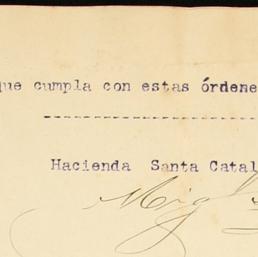 que cumpla con estas órdene
Hacienda Santa Catal